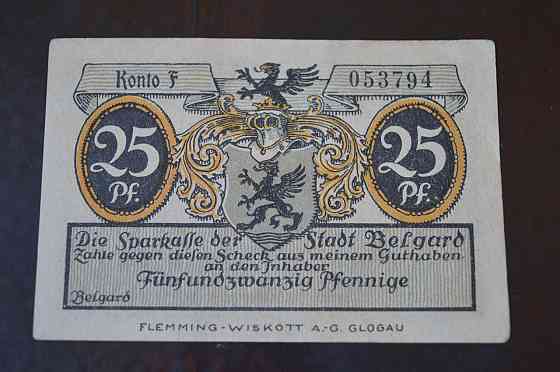 Konto F
053794
25
Pf.
25
Pf.
Die Sparkasse der Stadt Belgard
Zahle gegen diesen Scheck aus meinem Guthaben
an den Inhaber
Fünfundzwanzig Pfennige
Belgard
FLEMMING-WISKOTT A.-G. GLOGAU